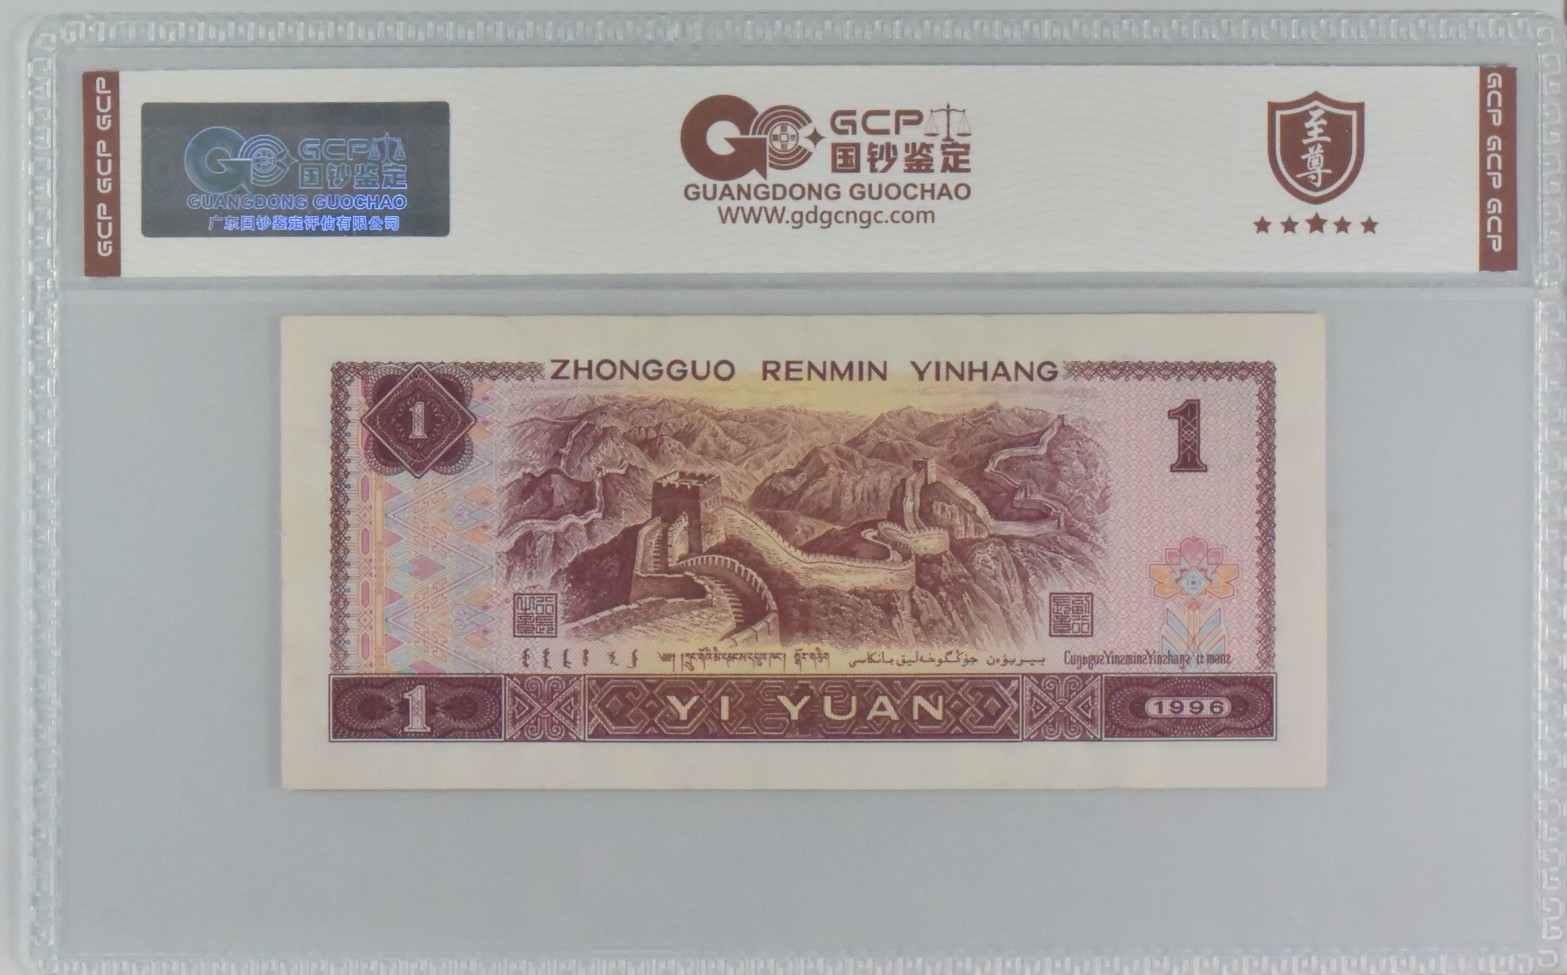 GCP GCP GCP
GCP
国钞鉴定
GUANGDONG GUOCHAO
广东国钞鉴定评估有限公司
GCP
国钞鉴定
GUANGDONG GUOCHAO
WWW.gdgcngc.com
至尊
GCP GCP GCP
ZHONGGUO RENMIN YINHANG
1
1
1
YI YUAN
1996